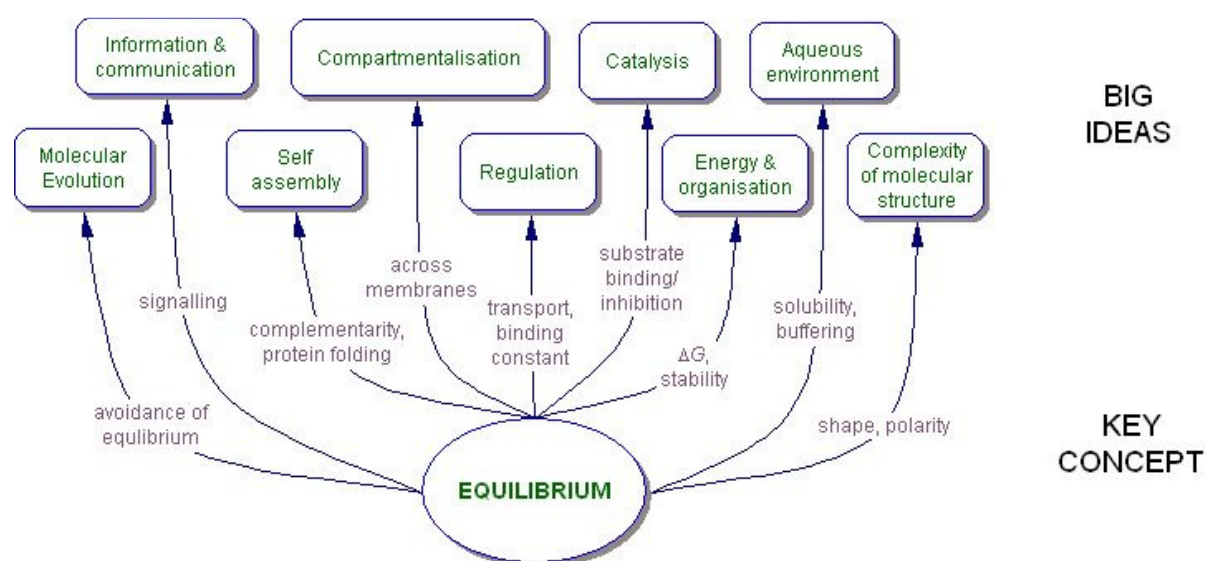 Information &
communication
Compartmentalisation
Catalysis
Aqueous
environment
BIG
IDEAS
Molecular
Evolution
Self
assembly
Regulation
Energy &
organisation
Complexity
of molecular
structure
signalling
across
membranes
substrate
binding/
inhibition
solubility,
buffering
complementarity,
protein folding
transport,
binding
constant
ΔG,
stability
avoidance of
equlibrium
shape, polarity
KEY
CONCEPT
EQUILIBRIUM